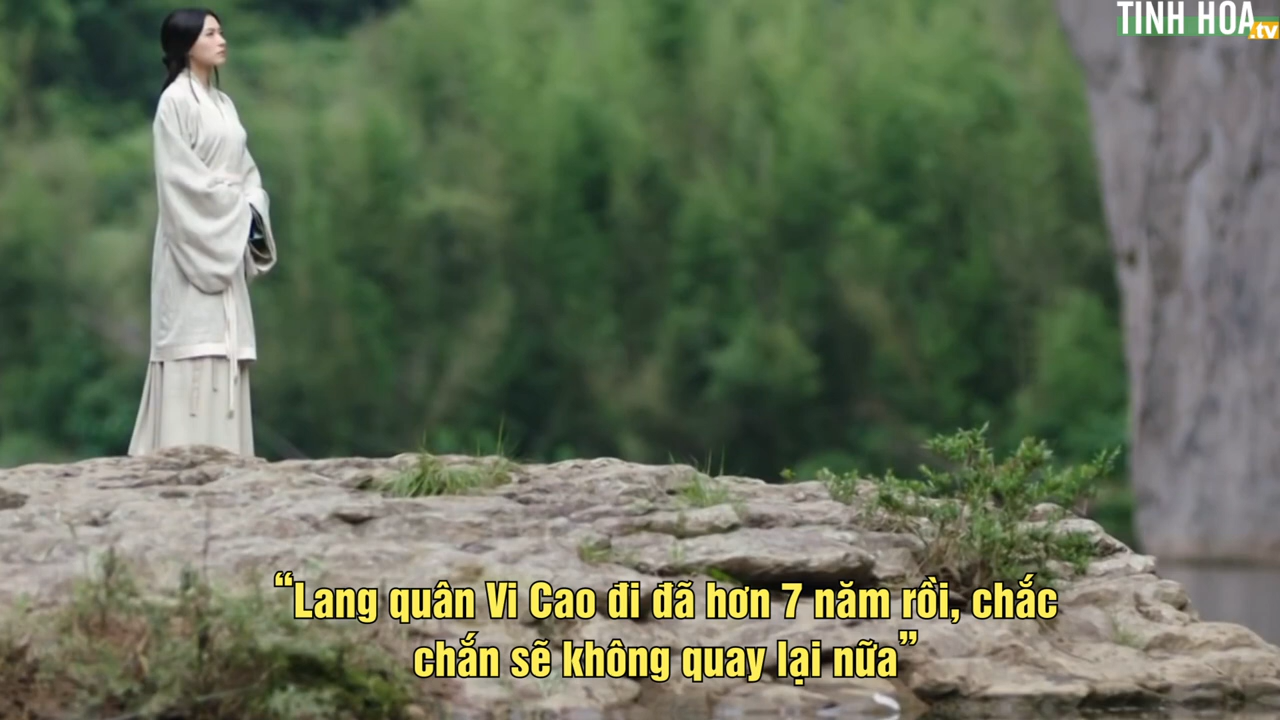 TINH HOA
.tv
“Lang quân Vi Cao đi đã hơn 7 năm rồi, chắc
chắn sẽ không quay lại nữa”